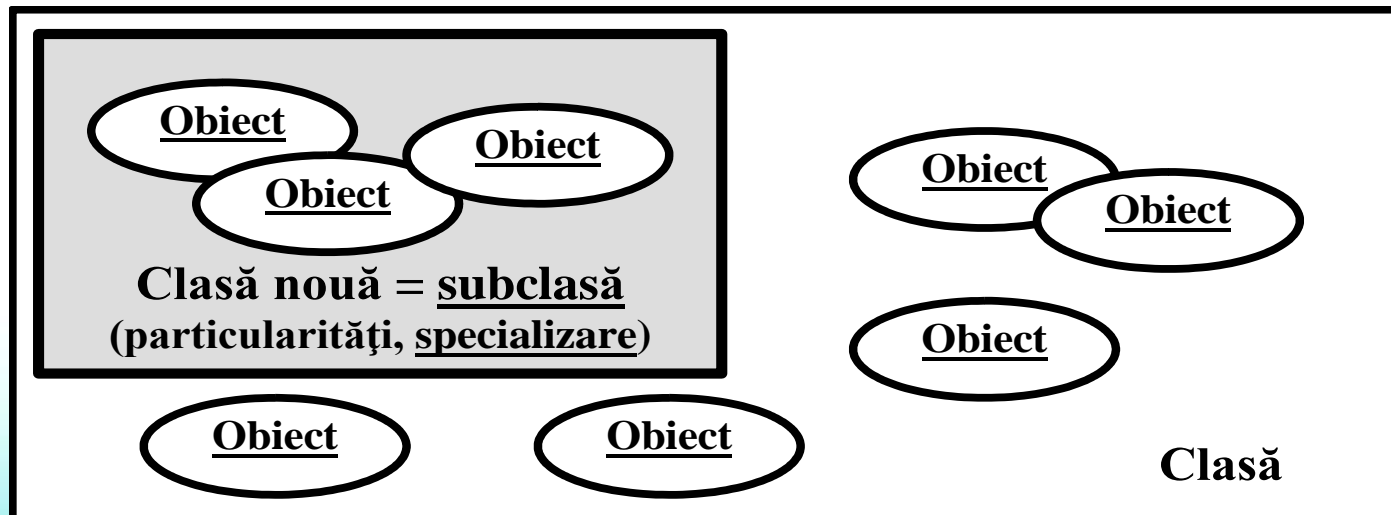 Obiect
Obiect
Obiect
Clasă nouă = subclasă
(particularităţi, specializare)
Obiect
Obiect
Obiect
Obiect
Obiect
Clasă